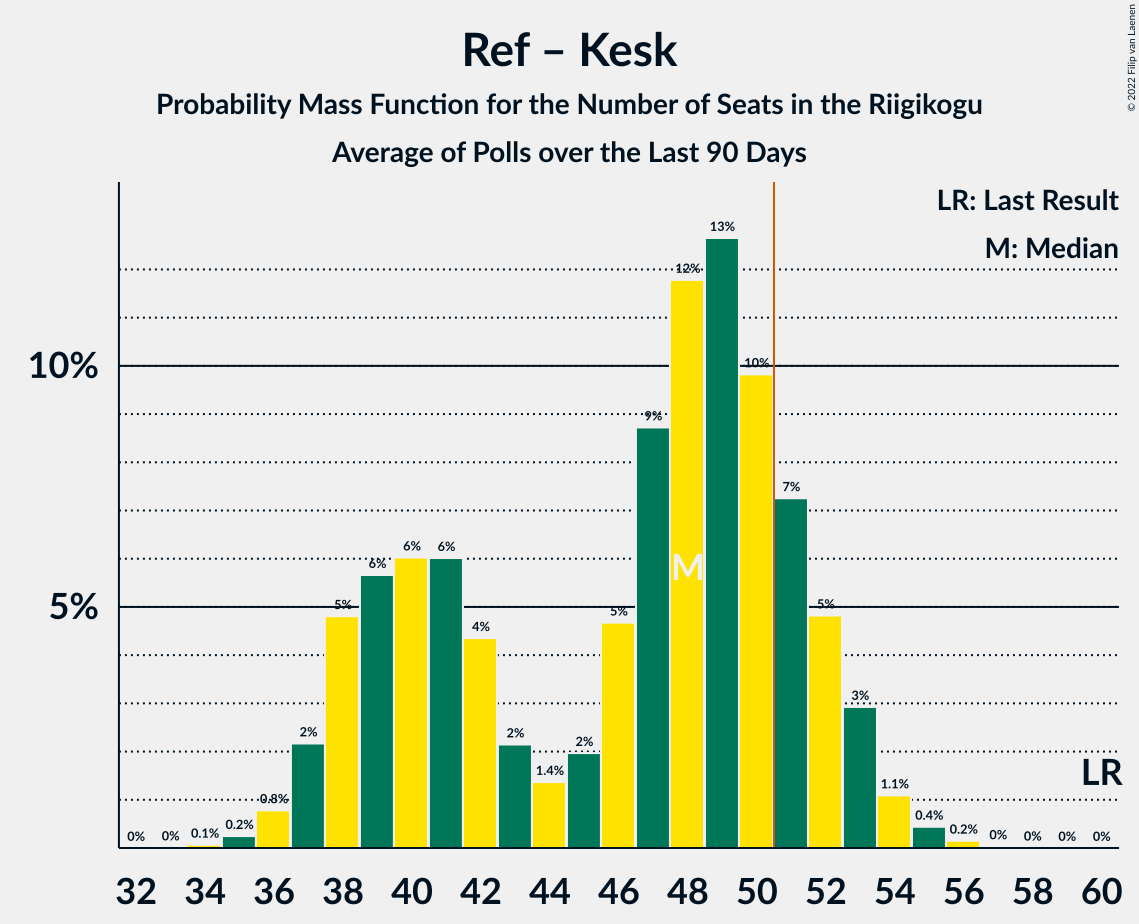 Ref – Kesk
Probability Mass Function for the Number of Seats in the Riigikogu
Average of Polls over the Last 90 Days
© 2022 Filip van Laenen
LR: Last Result
M: Median
10%
5%
0% 0% 0.1% 0.2% 0.8% 2% 5% 6% 6% 6% 4% 2% 1.4% 2% 5% 9% 12% 13% 10% 7% 5% 3% 1.1% 0.4% 0.2% 0% 0% 0% 0%
M
LR
32 34 36 38 40 42 44 46 48 50 52 54 56 58 60